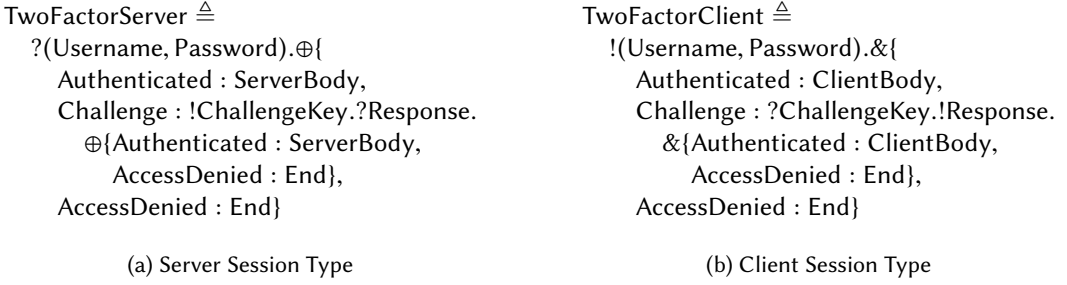 TwoFactorServer ≜
?(Username, Password).⊕{
Authenticated : ServerBody,
Challenge : !ChallengeKey.?Response.
⊕{Authenticated : ServerBody,
AccessDenied : End},
AccessDenied : End}
(a) Server Session Type
TwoFactorClient ≜
!(Username, Password).&{
Authenticated : ClientBody,
Challenge : ?ChallengeKey.!Response.
&{Authenticated : ClientBody,
AccessDenied : End},
AccessDenied : End}
(b) Client Session Type